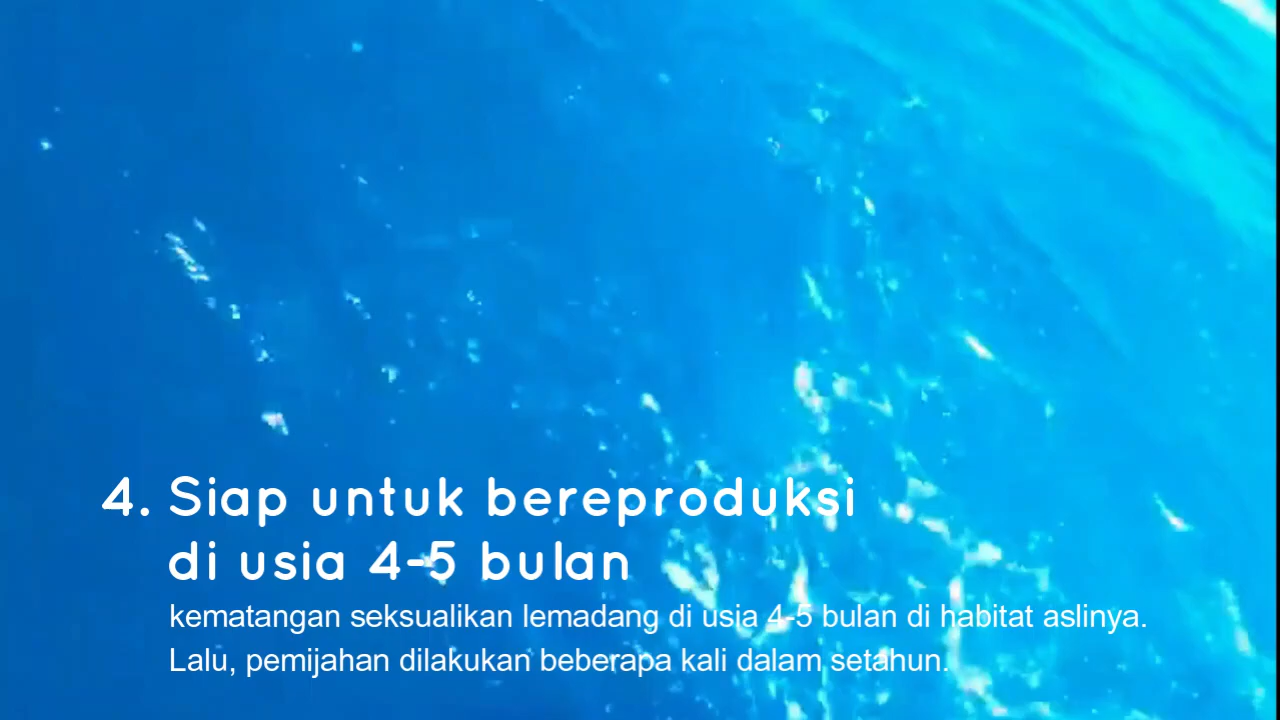 4. Siap untuk bereproduksi
di usia 4-5 bulan
kematangan seksualikan lemadang di usia 4-5 bulan di habitat aslinya.
Lalu, pemijahan dilakukan beberapa kali dalam setahun.